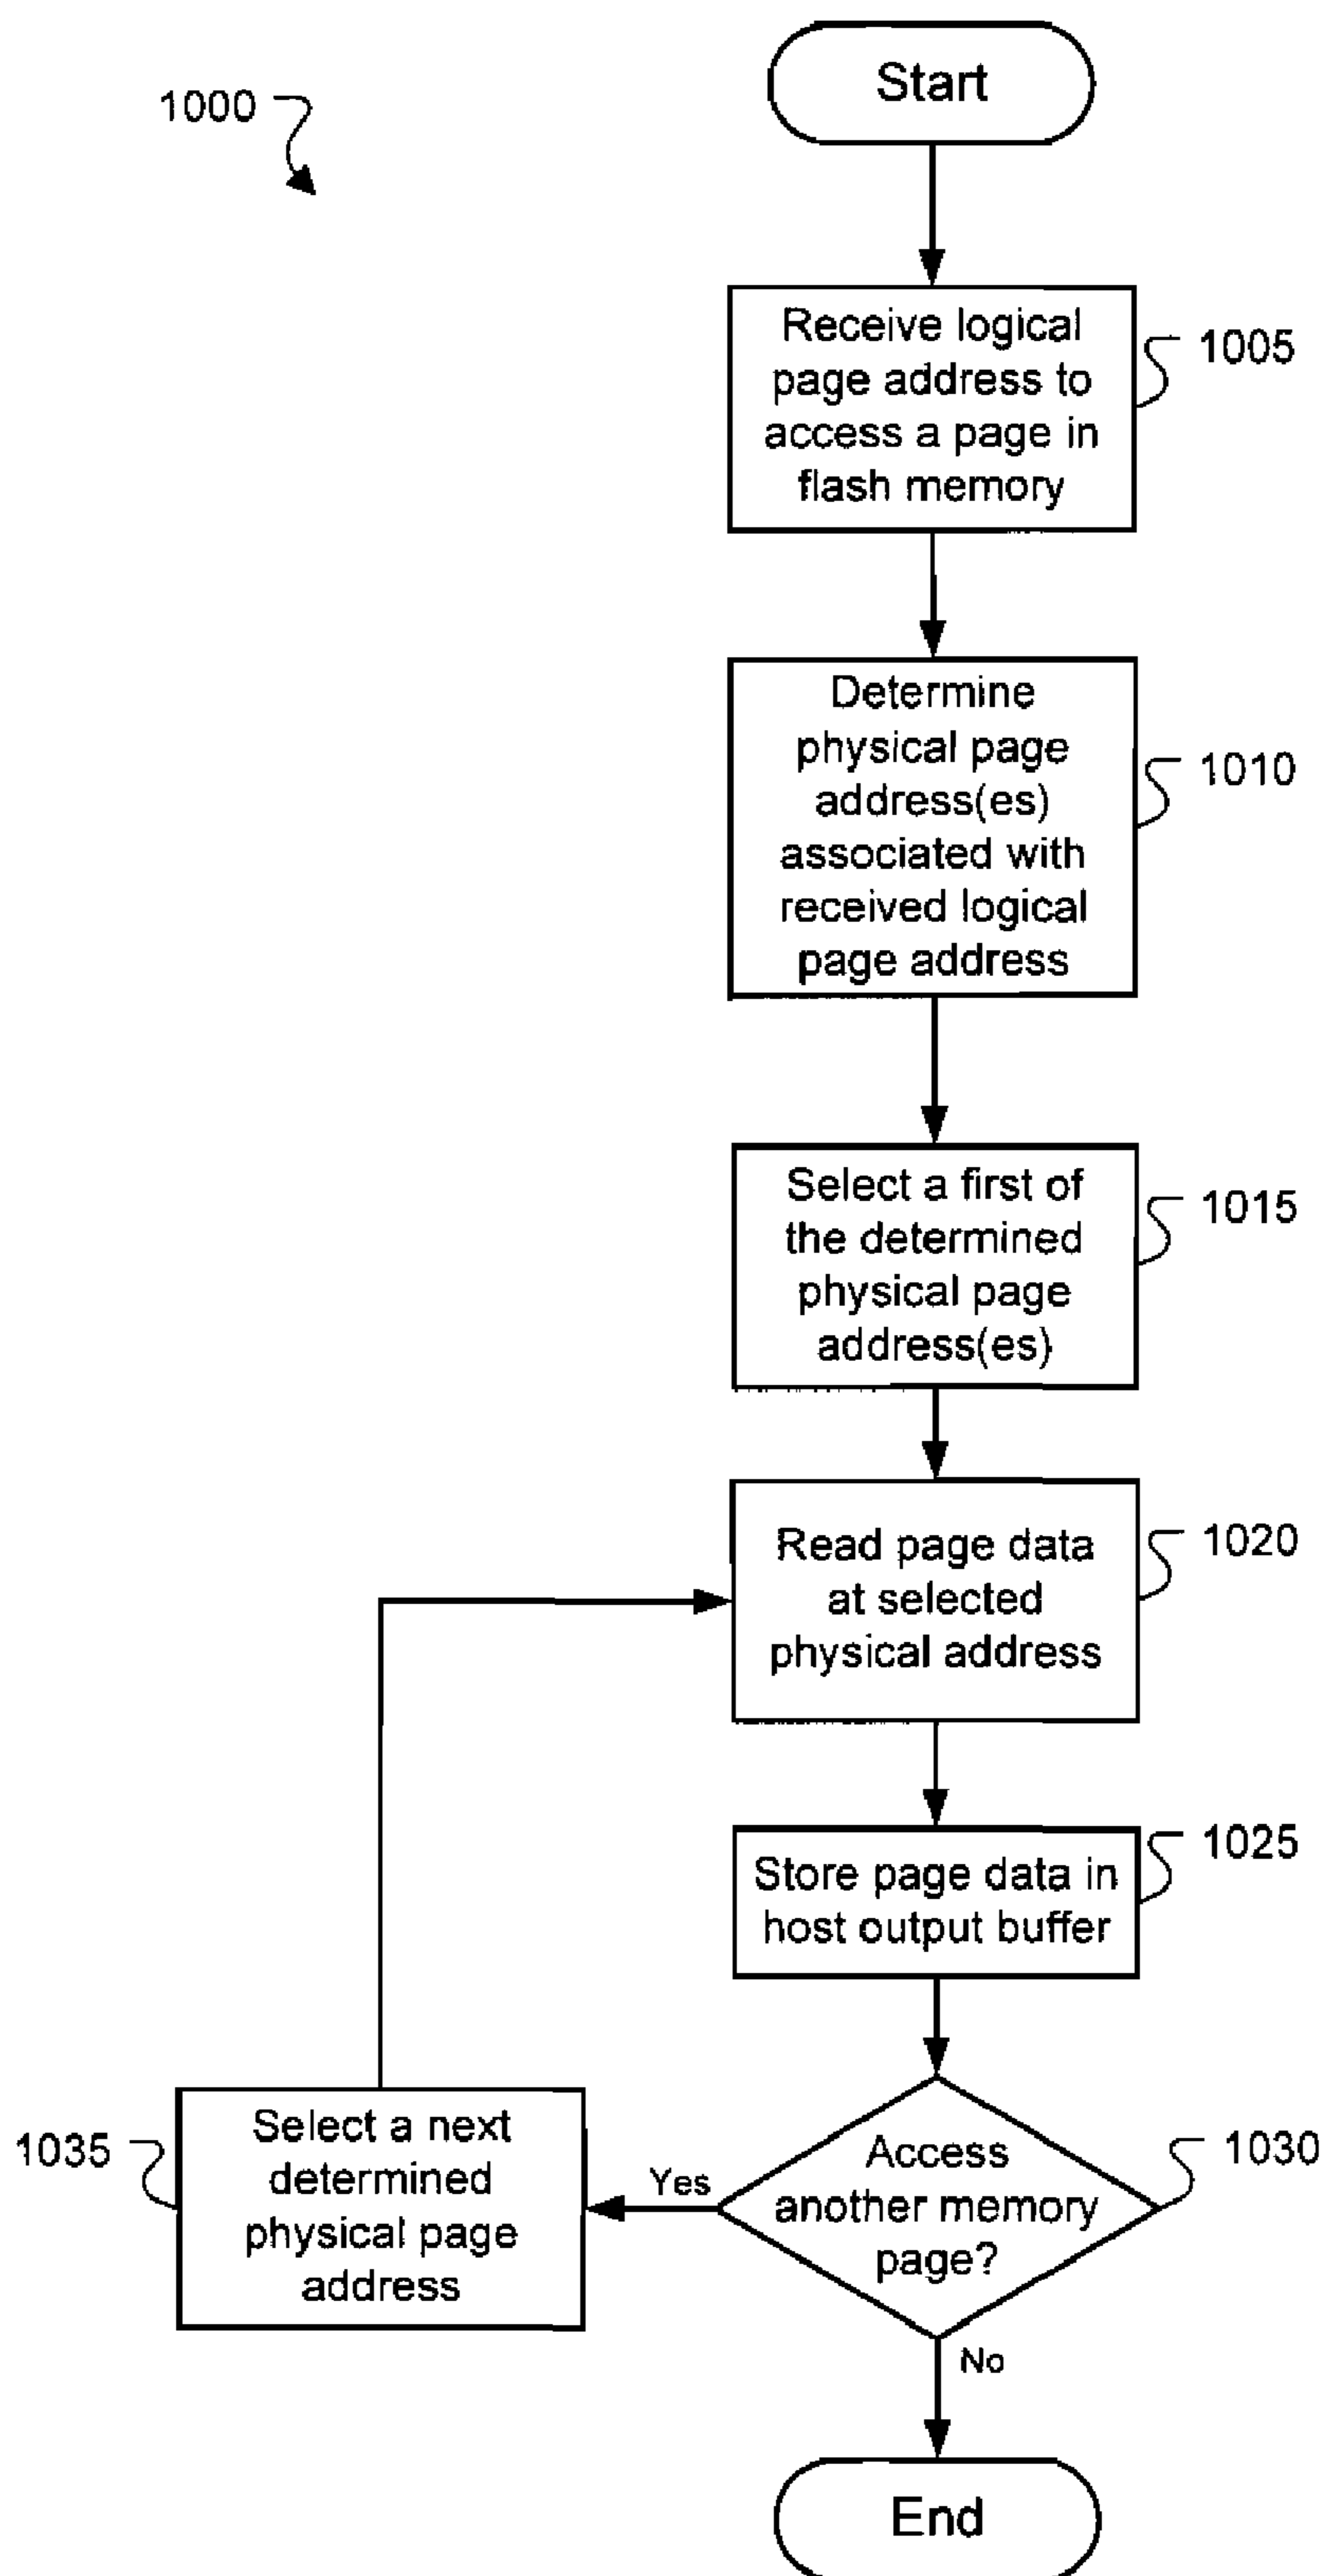 Start
1000
Receive logical
page address to
access a page in
flash memory
1005
Determine
physical page
address(es)
associated with
received logical
page address
1010
Select a first of
the determined
physical page
address(es)
1015
Read page data
at selected
physical address
1020
Store page data in
host output buffer
1025
Access
another memory
page?
1030
Yes
Select a next
determined
physical page
address
1035
No
End